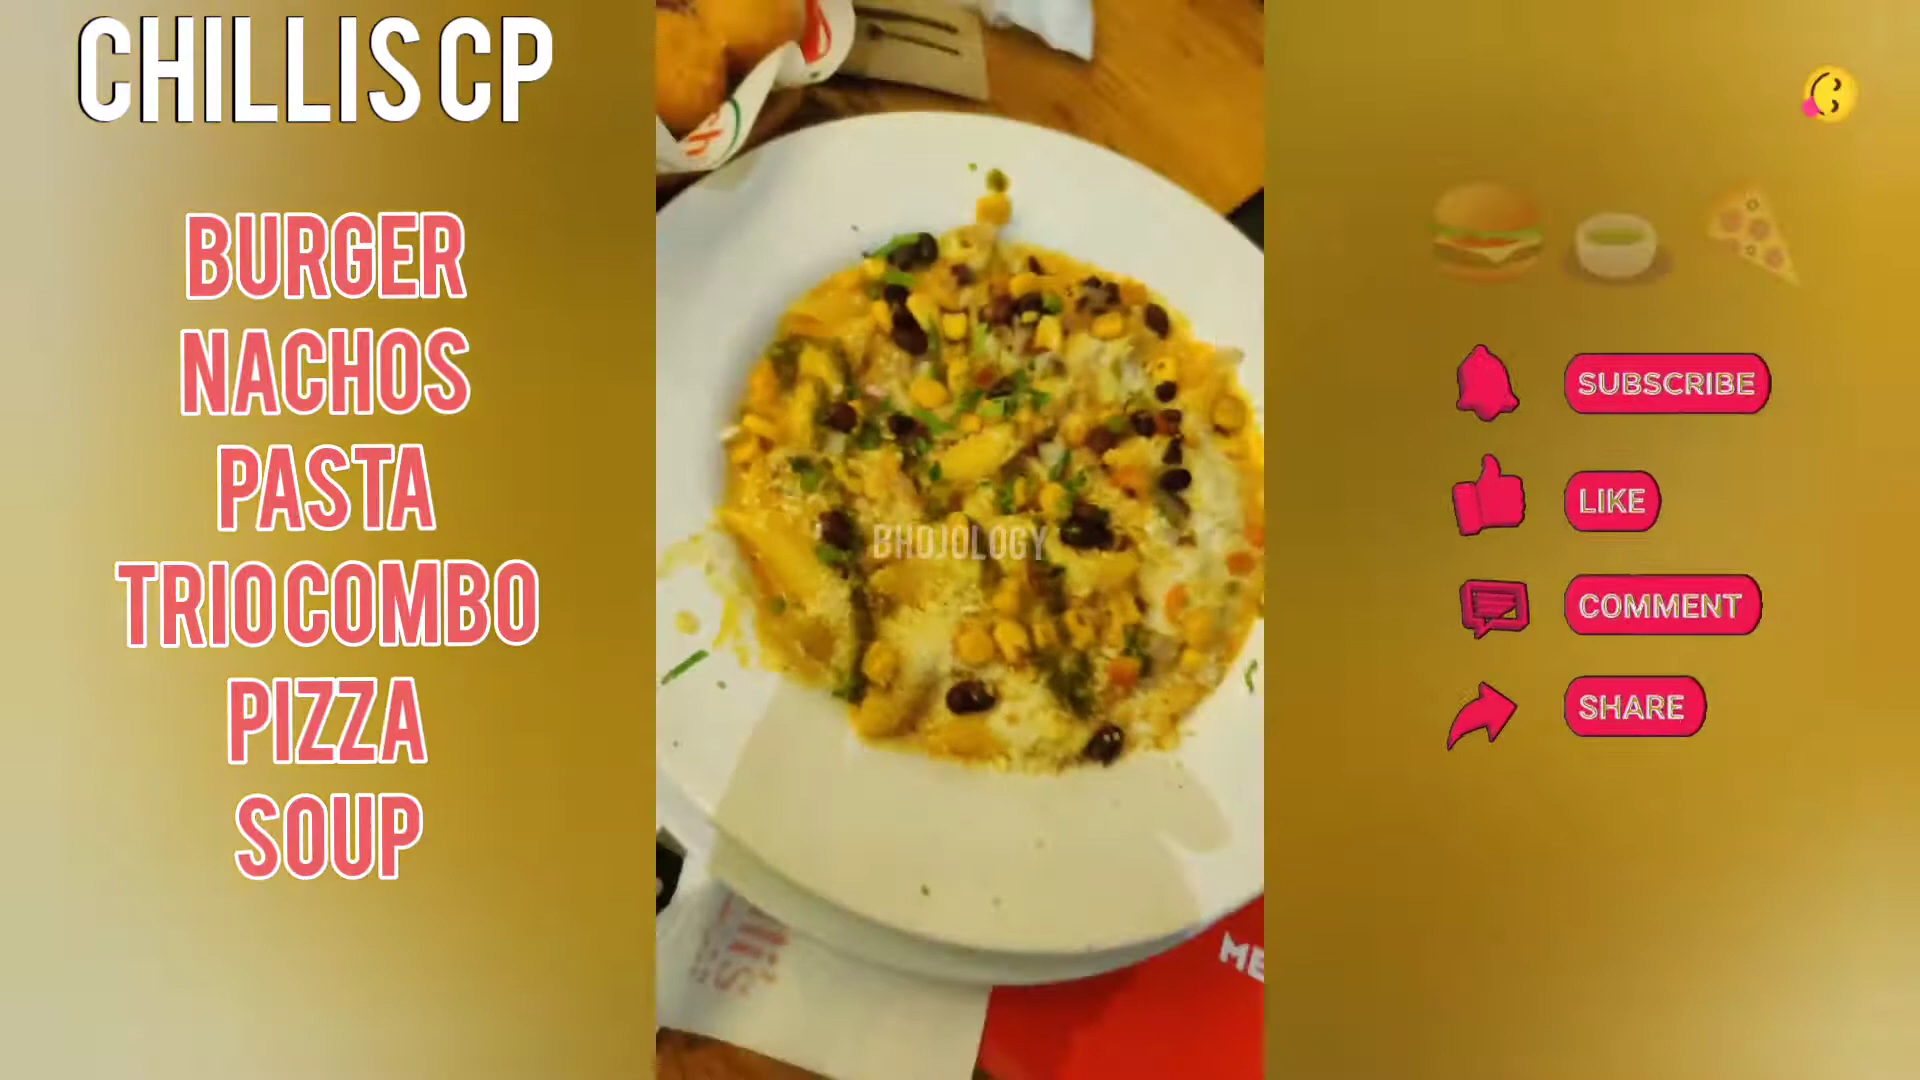 CHILLIS CP
BURGER
NACHOS
PASTA
TRIO COMBO
PIZZA
SOUP
BHOJOLOGY
SUBSCRIBE
LIKE
COMMENT
SHARE